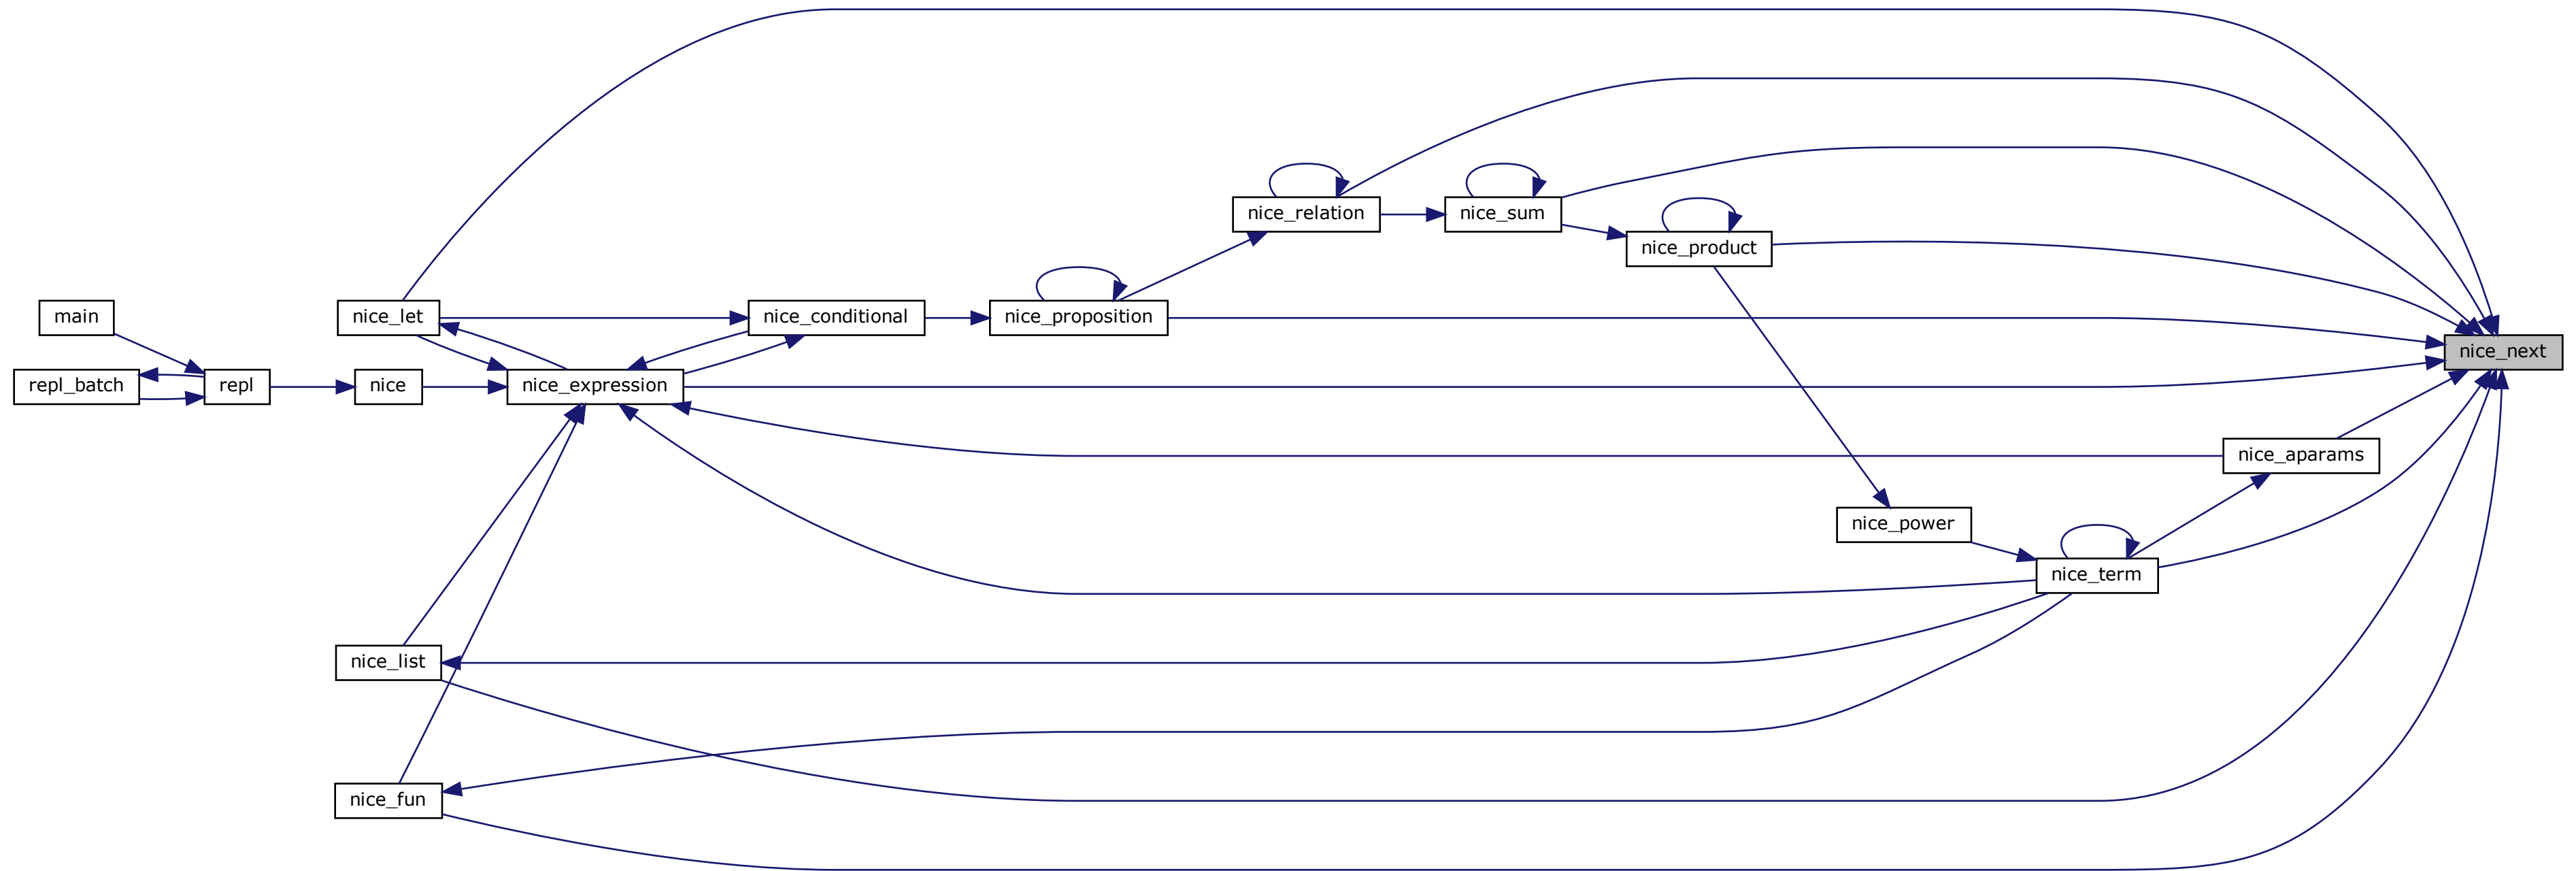 nice_relation
nice_sum
nice_product
main
nice_let
nice_conditional
nice_proposition
nice_next
repl_batch
repl
nice
nice_expression
nice_aparams
nice_power
nice_term
nice_list
nice_fun